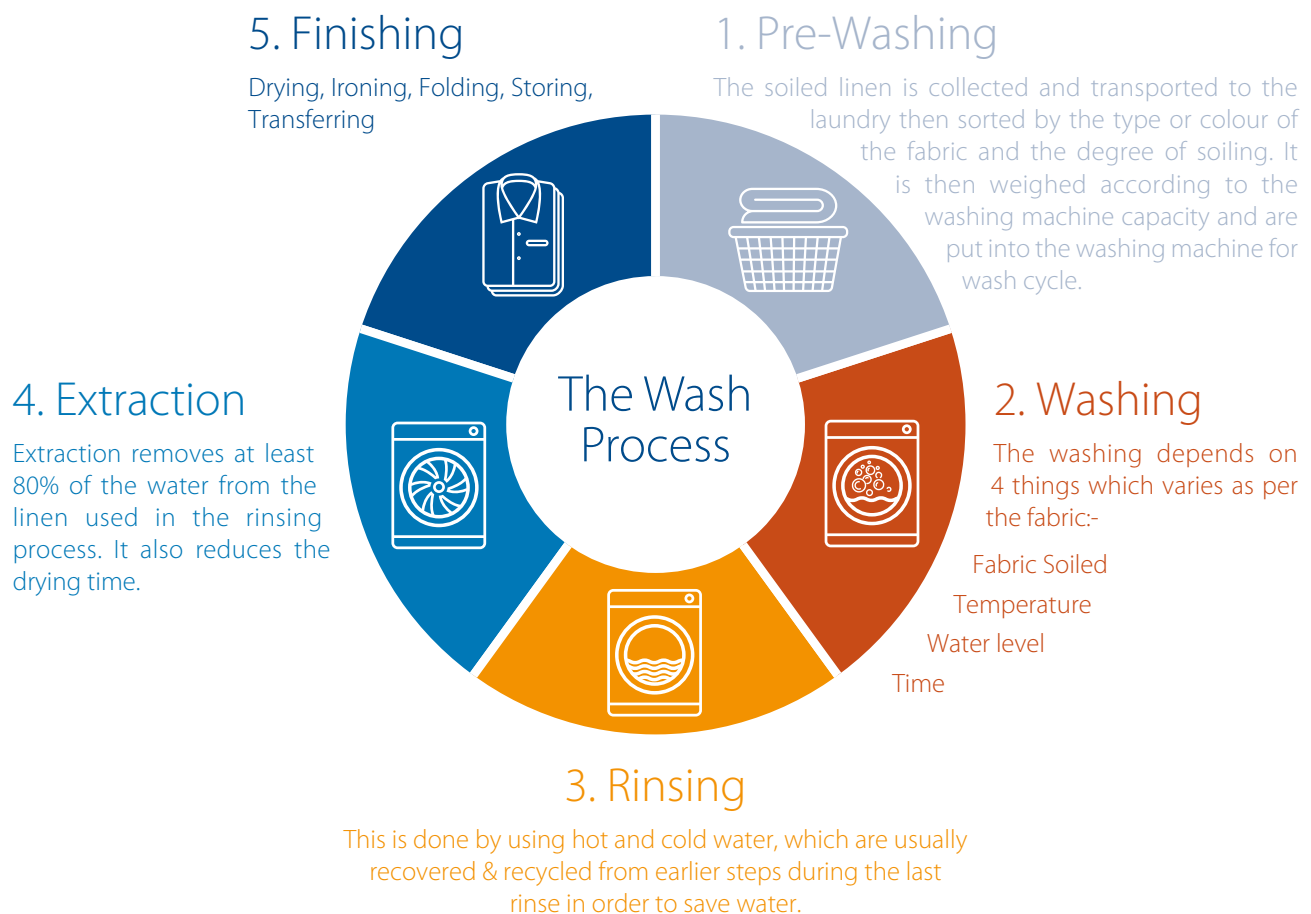 5. Finishing
Drying, Ironing, Folding, Storing,
Transferring
1. Pre-Washing
The soiled linen is collected and transported to the
laundry then sorted by the type or colour of
the fabric and the degree of soiling. It
is then weighed according to the
washing machine capacity and are
put into the washing machine for
wash cycle.
The Wash
Process
4. Extraction
Extraction removes at least
80% of the water from the
linen used in the rinsing
process. It also reduces the
drying time.
2. Washing
The washing depends on
4 things which varies as per
the fabric:-
Fabric Soiled
Temperature
Water level
Time
3. Rinsing
This is done by using hot and cold water, which are usually
recovered & recycled from earlier steps during the last
rinse in order to save water.